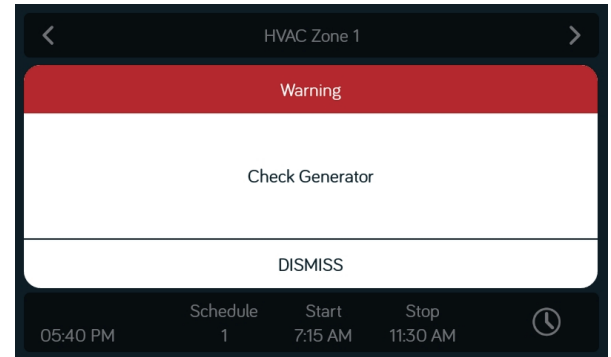 HVAC Zone 1
Warning
Check Generator
DISMISS
Schedule Start Stop
05:40 PM 1 7:15 AM 11:30 AM